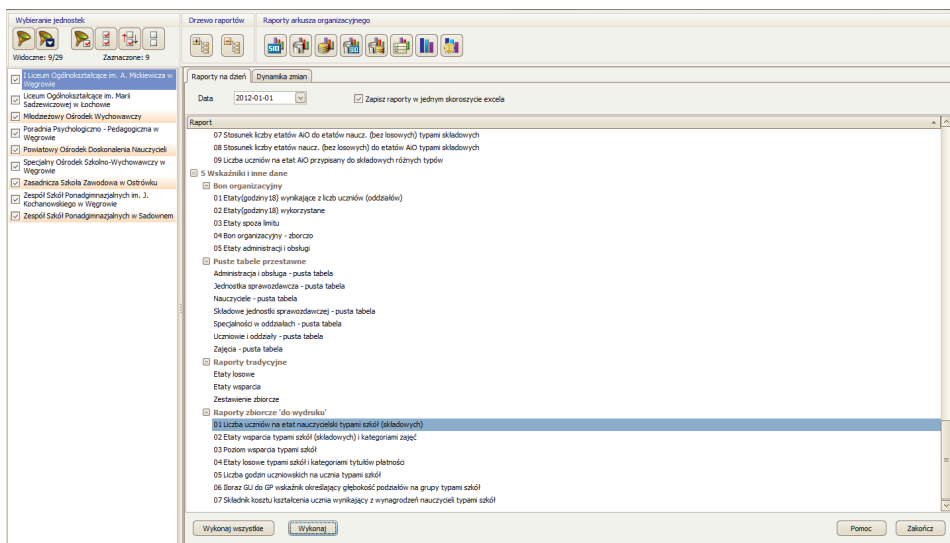 Wybieranie jednostek
Drzewo raportów
Raporty arkusza organizacyjnego
SIO
SIO
Widoczne: 9/29
Zaznaczone: 9
I Liceum Ogólnokształcące im. A. Mickiewicza w
Węgrowie
Liceum Ogólnokształcące im. Marii
Sadzewiczowej w Łochowie
Młodzieżowy Ośrodek Wychowawczy
Poradnia Psychologiczno - Pedagogiczna w
Węgrowie
Powiatowy Ośrodek Doskonalenia Nauczycieli
Specjalny Ośrodek Szkolno-Wychowawczy w
Węgrowie
Zasadnicza Szkoła Zawodowa w Ostrówku
Zespół Szkół Ponadgimnazjalnych im. J.
Kochanowskiego w Węgrowie
Zespół Szkół Ponadgimnazjalnych w Sadownem
Raporty na dzień
Dynamika zmian
Data
2012-01-01
Zapisz raporty w jednym skoroszycie excela
Raport
07 Stosunek liczby etatów AiO do etatów naucz. (bez losowych) typami składowych
08 Stosunek liczby etatów naucz. (bez losowych) do etatów AiO typami składowych
09 Liczba uczniów na etat AiO przypisany do składowych różnych typów
5 Wskaźniki i inne dane
Bon organizacyjny
01 Etaty(godziny18) wynikające z liczb uczniów (oddziałów)
02 Etaty(godziny18) wykorzystane
03 Etaty spoza limitu
04 Bon organizacyjny - zborczo
05 Etaty administracji i obsługi
Puste tabele przestawne
Administracja i obsługa - pusta tabela
Jednostka sprawozdawcza - pusta tabela
Nauczyciele - pusta tabela
Składowe jednostki sprawozdawczej - pusta tabela
Specjalności w oddziałach - pusta tabela
Uczniowie i oddziały - pusta tabela
Zajęcia - pusta tabela
Raporty tradycyjne
Etaty losowe
Etaty wsparcia
Zestawienie zbiorcze
Raporty zbiorcze 'do wydruku'
01 Liczba uczniów na etat nauczycielski typami szkół (składowych)
02 Etaty wsparcia typami szkół (składowych) i kategoriami zajęć
03 Poziom wsparcia typami szkół
04 Etaty losowe typami szkół i kategoriami tytułów płatności
05 Liczba godzin uczniowskich na ucznia typami szkół
06 Iloraz GU do GP wskaźnik określający głębokość podziałów na grupy typami szkół
07 Składnik kosztu kształcenia ucznia wynikający z wynagrodzeń nauczycieli typami szkół
Wykonaj wszystkie
Wykonaj
Pomoc
Zakończ